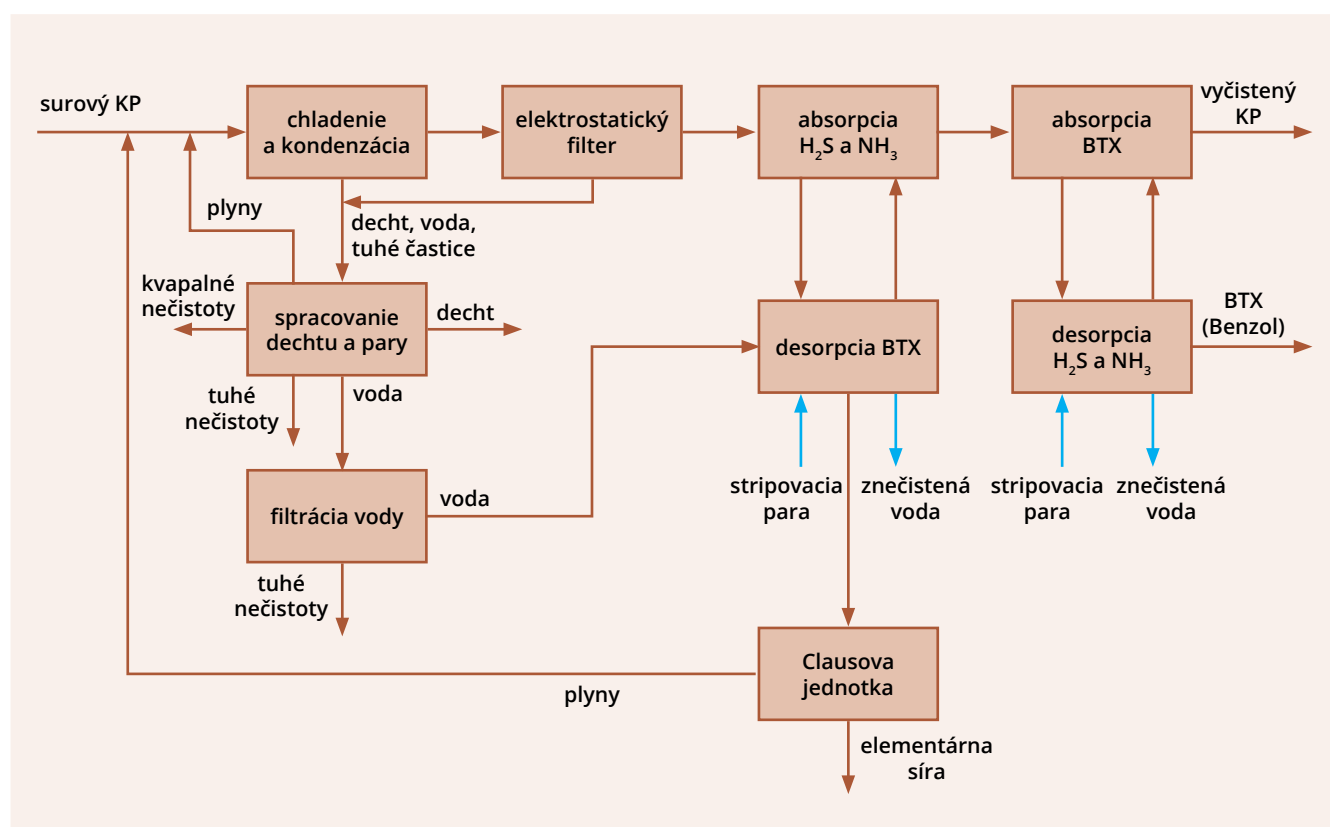 surový KP
chladenie
a kondenzácia
elektrostatický
filter
absorpcia
H₂S a NH₃
absorpcia
BTX
vyčistený
KP
plyny
decht, voda,
tuhé častice
kvapalné
nečistoty
spracovanie
dechtu a pary
decht
desorpcia BTX
desorpcia
H₂S a NH₃
BTX
(Benzol)
tuhé
nečistoty
voda
filtrácia vody
voda
stripovacia
para
znečistená
voda
stripovacia
para
znečistená
voda
tuhé
nečistoty
Clausova
jednotka
plyny
elementárna
síra